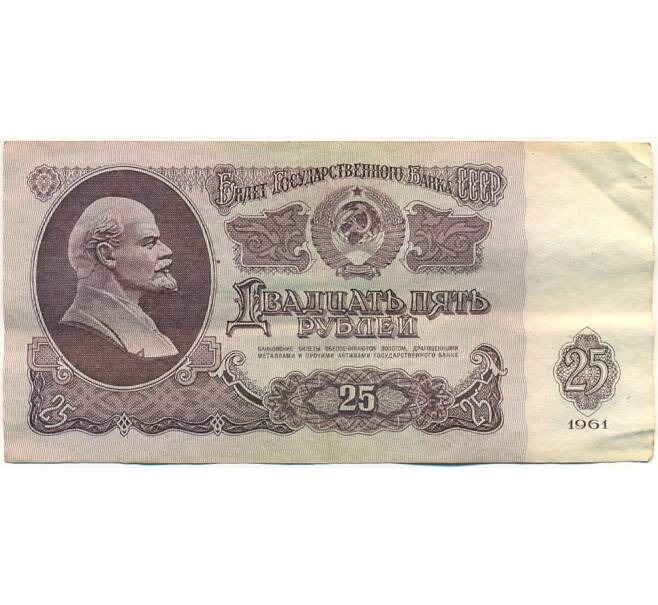 Билет Государственного Банка СССР
Двадцать пять
рублей
БАНКОВСКИЕ БИЛЕТЫ ОБЕСПЕЧИВАЮТСЯ ЗОЛОТОМ, ДРАГОЦЕННЫМИ
МЕТАЛЛАМИ И ПРОЧИМИ АКТИВАМИ ГОСУДАРСТВЕННОГО БАНКА
25
25
25
25
1961